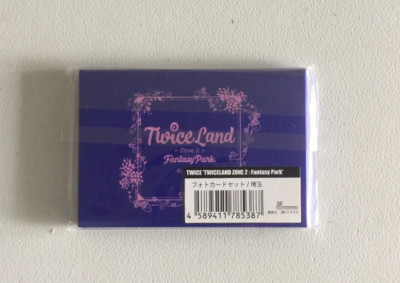 TwiceLand
- Zone 2 -
Fantasy Park
TWICE 'TWICELAND ZONE 2 : Fantasy Park'
フォトカードセット / 埼玉
4 589411 785387